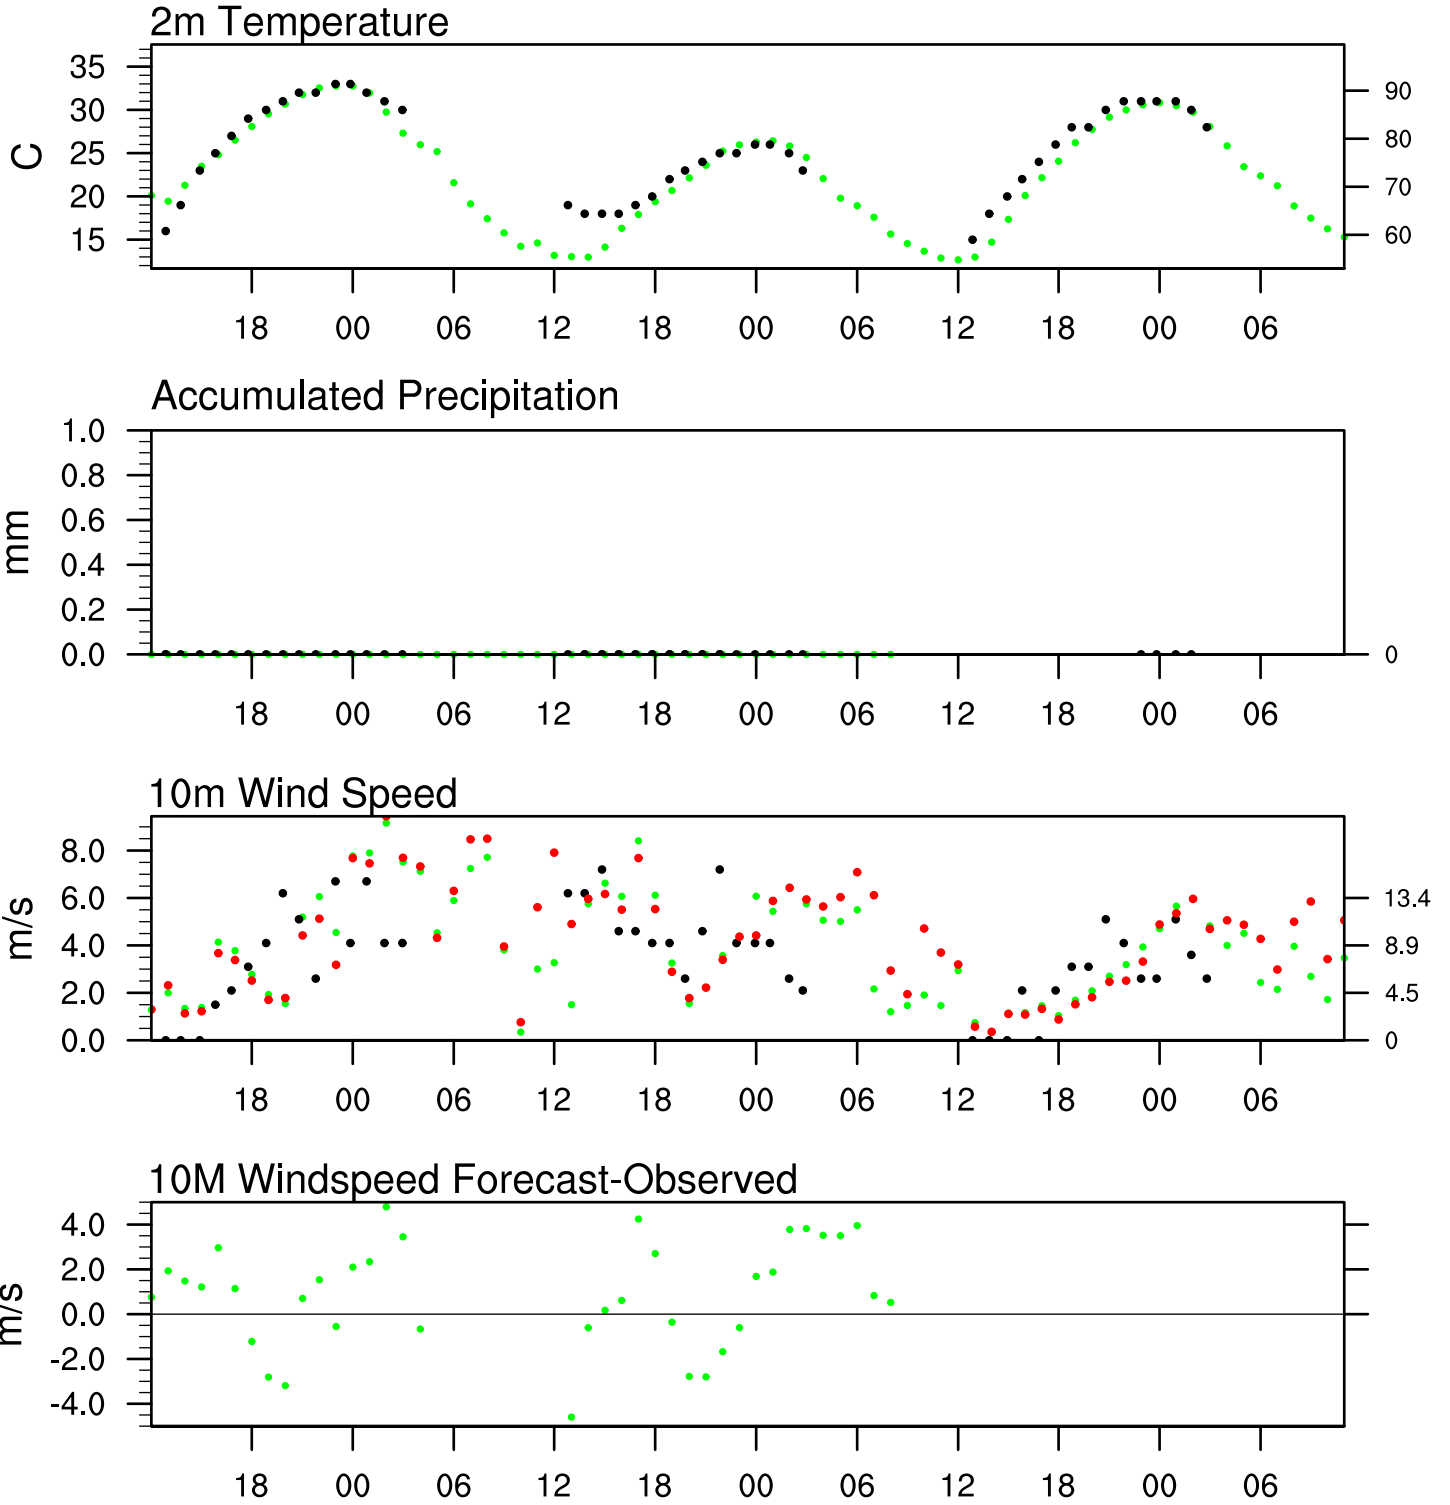 2m Temperature
C
35
30
25
20
15
90
80
70
60
18 00 06 12 18 00 06 12 18 00 06
Accumulated Precipitation
mm
1.0
0.8
0.6
0.4
0.2
0.0
0
18 00 06 12 18 00 06 12 18 00 06
10m Wind Speed
m/s
8.0
6.0
4.0
2.0
0.0
13.4
8.9
4.5
0
18 00 06 12 18 00 06 12 18 00 06
10M Windspeed Forecast-Observed
m/s
4.0
2.0
0.0
-2.0
-4.0
18 00 06 12 18 00 06 12 18 00 06